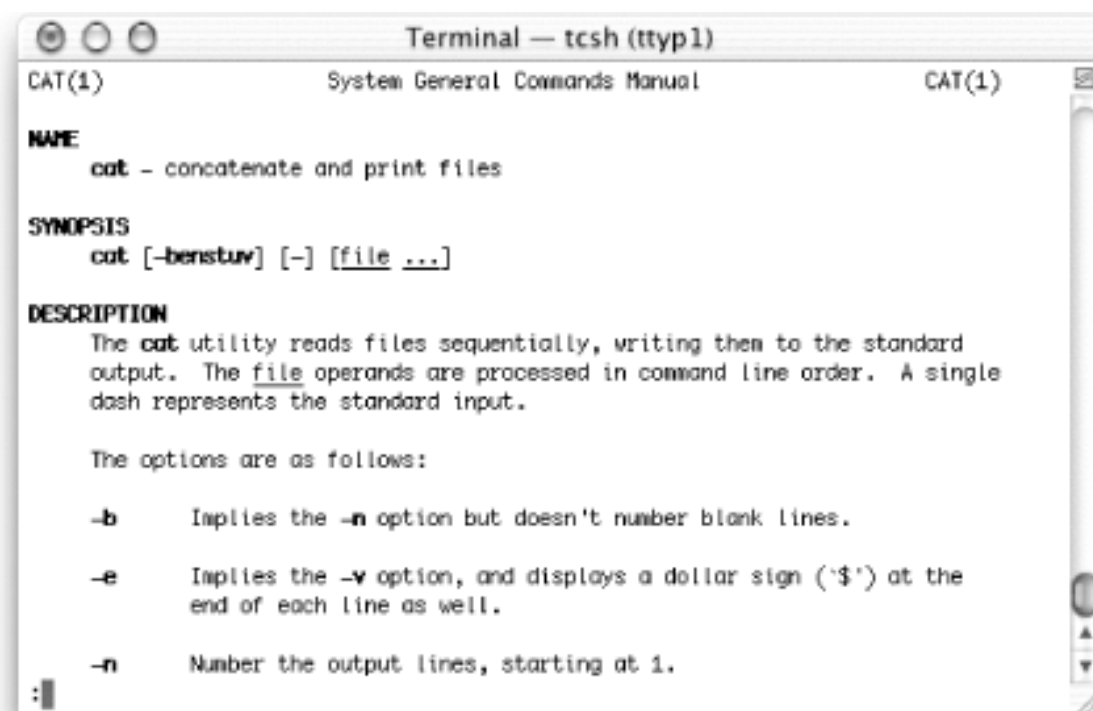 Terminal — tcsh (ttyp1)
CAT(1) System General Commands Manual CAT(1)
NAME
cat - concatenate and print files
SYNOPSIS
cat [-benstuv] [-] [file ...]
DESCRIPTION
The cat utility reads files sequentially, writing them to the standard
output. The file operands are processed in command line order. A single
dash represents the standard input.
The options are as follows:
-b Implies the -n option but doesn't number blank lines.
-e Implies the -v option, and displays a dollar sign (`$') at the
end of each line as well.
-n Number the output lines, starting at 1.
: